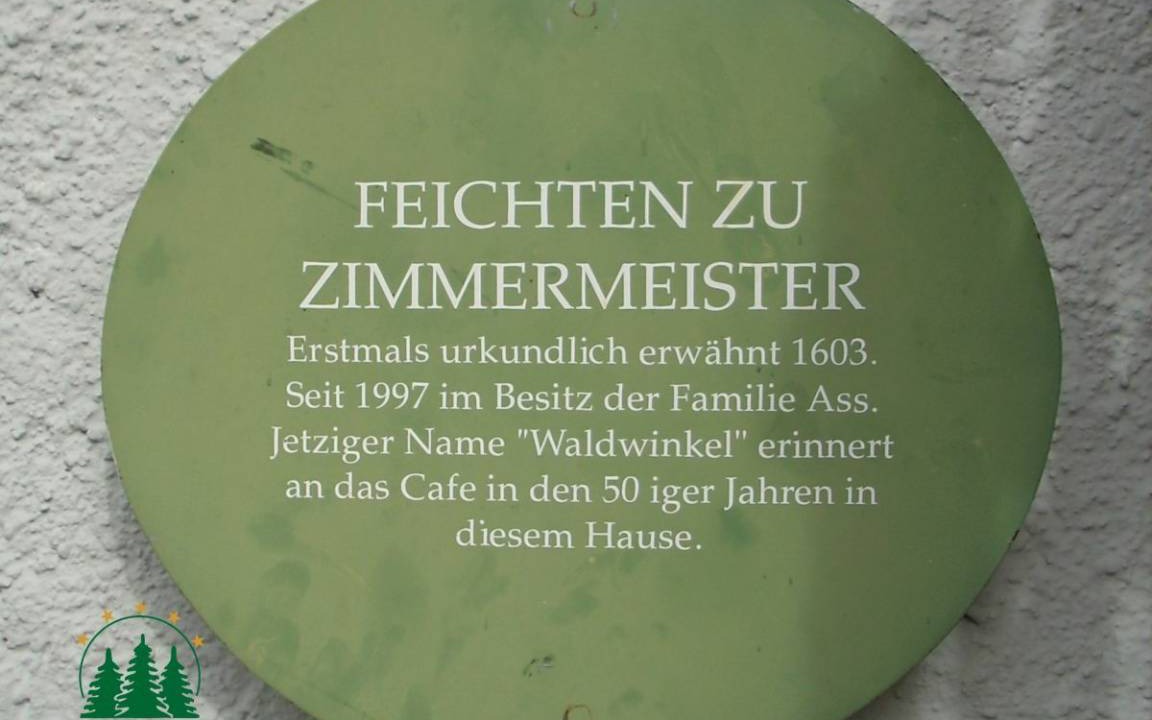 FEICHTEN ZU
ZIMMERMEISTER
Erstmals urkundlich erwähnt 1603.
Seit 1997 im Besitz der Familie Ass.
Jetziger Name "Waldwinkel" erinnert
an das Cafe in den 50 iger Jahren in
diesem Hause.